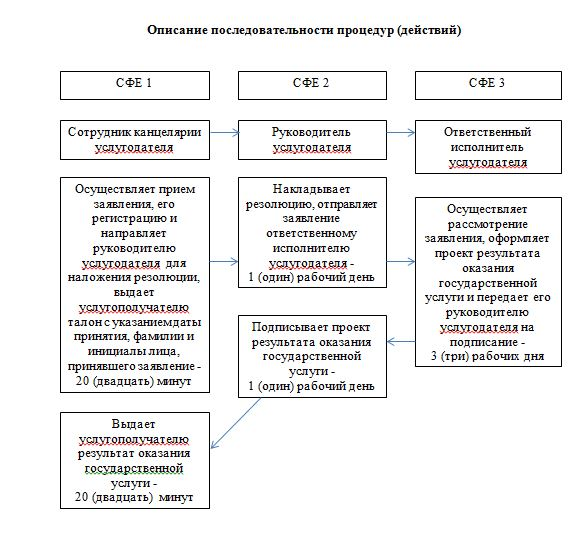 Описание последовательности процедур (действий)
СФЕ 1
СФЕ 2
СФЕ 3
Сотрудник канцелярии
услугодателя
Руководитель
услугодателя
Ответственный
исполнитель
услугодателя
Осуществляет прием
заявления, его
регистрацию и
направляет
руководителю
услугодателя для
наложения резолюции,
выдает
услугополучателю
талон с указаниемдаты
принятия, фамилии и
инициалы лица,
принявшего заявление -
20 (двадцать) минут
Накладывает
резолюцию, отправляет
заявление
ответственному
исполнителю
услугодателя -
1 (один) рабочий день
Осуществляет
рассмотрение
заявления, оформляет
проект результата
оказания
государственной
услуги и передает его
руководителю
услугодателя на
подписание -
3 (три) рабочих дня
Подписывает проект
результата оказания
государственной
услуги -
1 (один) рабочий день
Выдает
услугополучателю
результат оказания
государственной
услуги -
20 (двадцать) минут